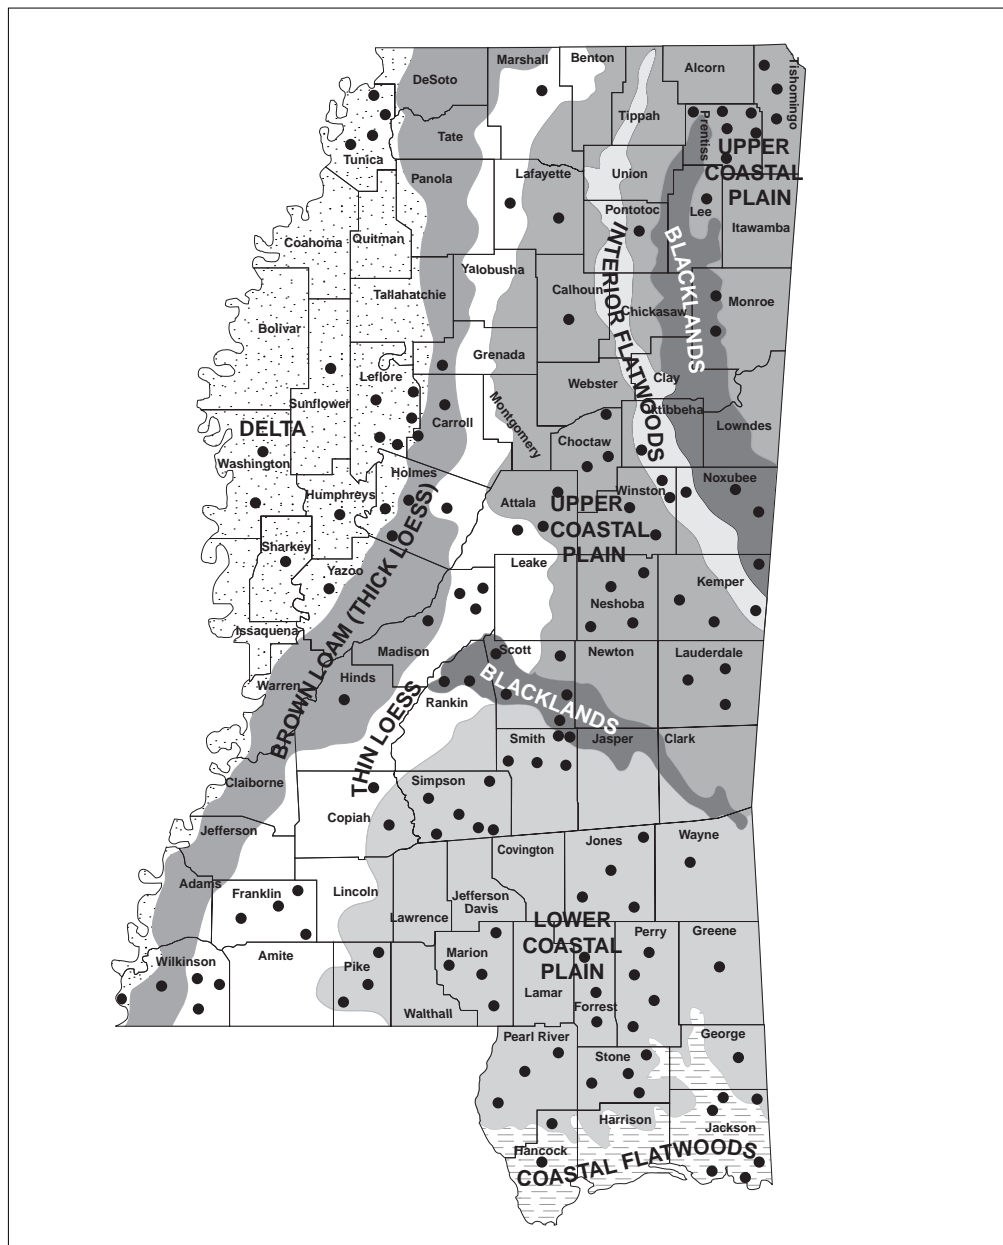 Marshall
Benton
DeSoto
Alcorn
Tishomingo
Tippah
Prentiss
Tate
UPPER
COASTAL
PLAIN
Tunica
Panola
Lafayette
Union
Pontotoc
Lee
Itawamba
Coahoma
Quitman
Yalobusha
Calhoun
Tallahatchie
Chickasaw
Monroe
INTERIOR FLATWOODS
BLACKLANDS
Bolivar
Leflore
Grenada
Webster
Clay
Sunflower
Carroll
Montgomery
Oktibbeha
Lowndes
DELTA
Choctaw
Washington
Holmes
Humphreys
Attala
Winston
Noxubee
UPPER
COASTAL
PLAIN
Sharkey
Yazoo
Leake
Neshoba
Kemper
BROWN LOAM (THICK LOESS)
Issaquena
Madison
Scott
Newton
Lauderdale
Warren
Hinds
Rankin
BLACKLANDS
THIN LOESS
Smith
Jasper
Clark
Claiborne
Simpson
Copiah
Jefferson
Covington
Jones
Wayne
Adams
Franklin
Lincoln
Lawrence
Jefferson
Davis
LOWER
COASTAL
PLAIN
Perry
Greene
Wilkinson
Amite
Pike
Marion
Walthall
Lamar
Forrest
Pearl River
Stone
George
Harrison
Jackson
Hancock
COASTAL FLATWOODS